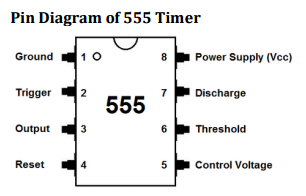 Pin Diagram of 555 Timer
Ground 1 8 Power Supply (Vcc)
Trigger 2 7 Discharge
555
Output 3 6 Threshold
Reset 4 5 Control Voltage